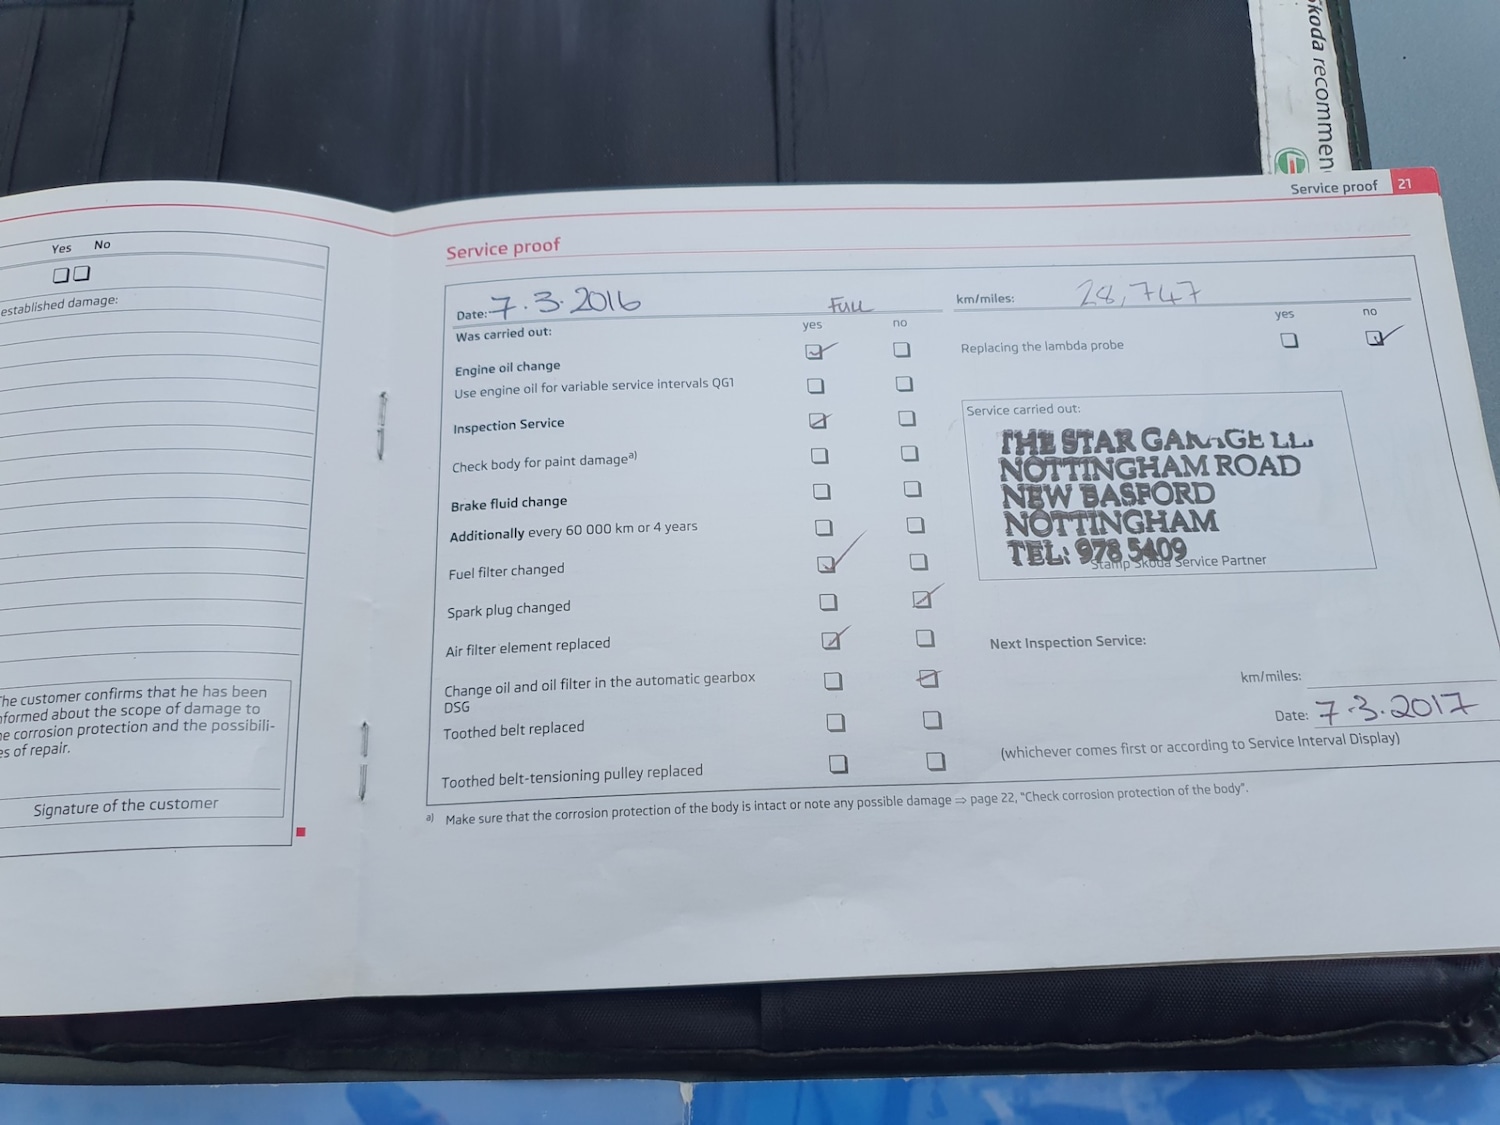 Skoda recommen
Service proof 21
Yes No
established damage:
he customer confirms that he has been
formed about the scope of damage to
e corrosion protection and the possibili-
s of repair.
Signature of the customer
Service proof
Date: 7.3.2016 FULL
km/miles: 28,747
Was carried out: yes no
yes no
Engine oil change
Replacing the lambda probe
Use engine oil for variable service intervals QG1
Inspection Service
Check body for paint damage a)
Brake fluid change
Additionally every 60 000 km or 4 years
Fuel filter changed
Spark plug changed
Air filter element replaced
Change oil and oil filter in the automatic gearbox
DSG
Toothed belt replaced
Toothed belt-tensioning pulley replaced
Service carried out:
THE STAR GARAGE
NOTTINGHAM ROAD
NEW BASFORD
NOTTINGHAM
TEL: 978 5409
Stamp Skoda Service Partner
Next Inspection Service:
km/miles:
Date: 7.3.2017
(whichever comes first or according to Service Interval Display)
a) Make sure that the corrosion protection of the body is intact or note any possible damage ⇒ page 22, "Check corrosion protection of the body".